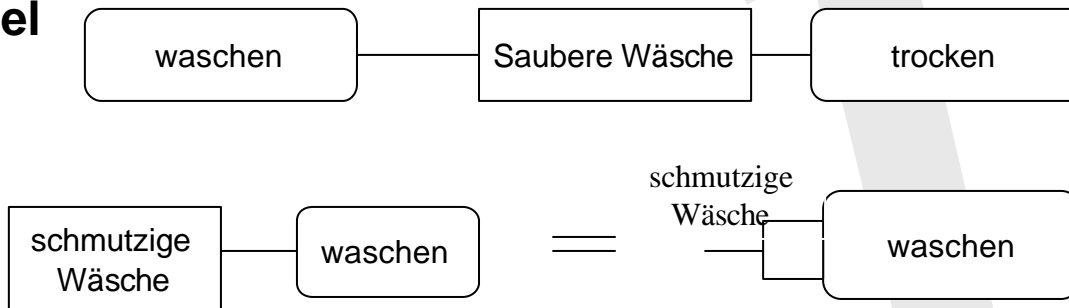 el
waschen
Saubere Wäsche
trocken
schmutzige
Wäsche
waschen
schmutzige
Wäsche
waschen